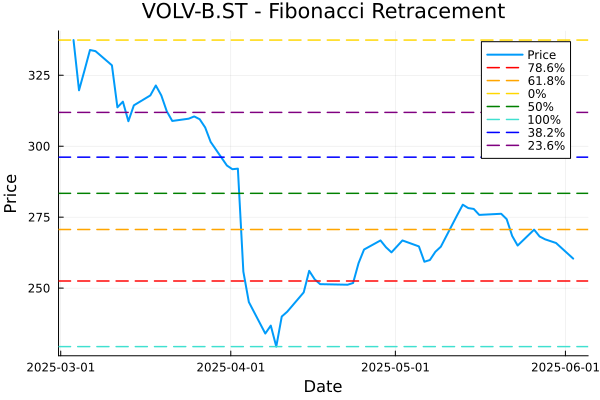 VOLV-B.ST - Fibonacci Retracement
Price
78.6%
61.8%
0%
50%
100%
38.2%
23.6%
325
300
275
250
Price
2025-03-01 2025-04-01 2025-05-01 2025-06-01
Date